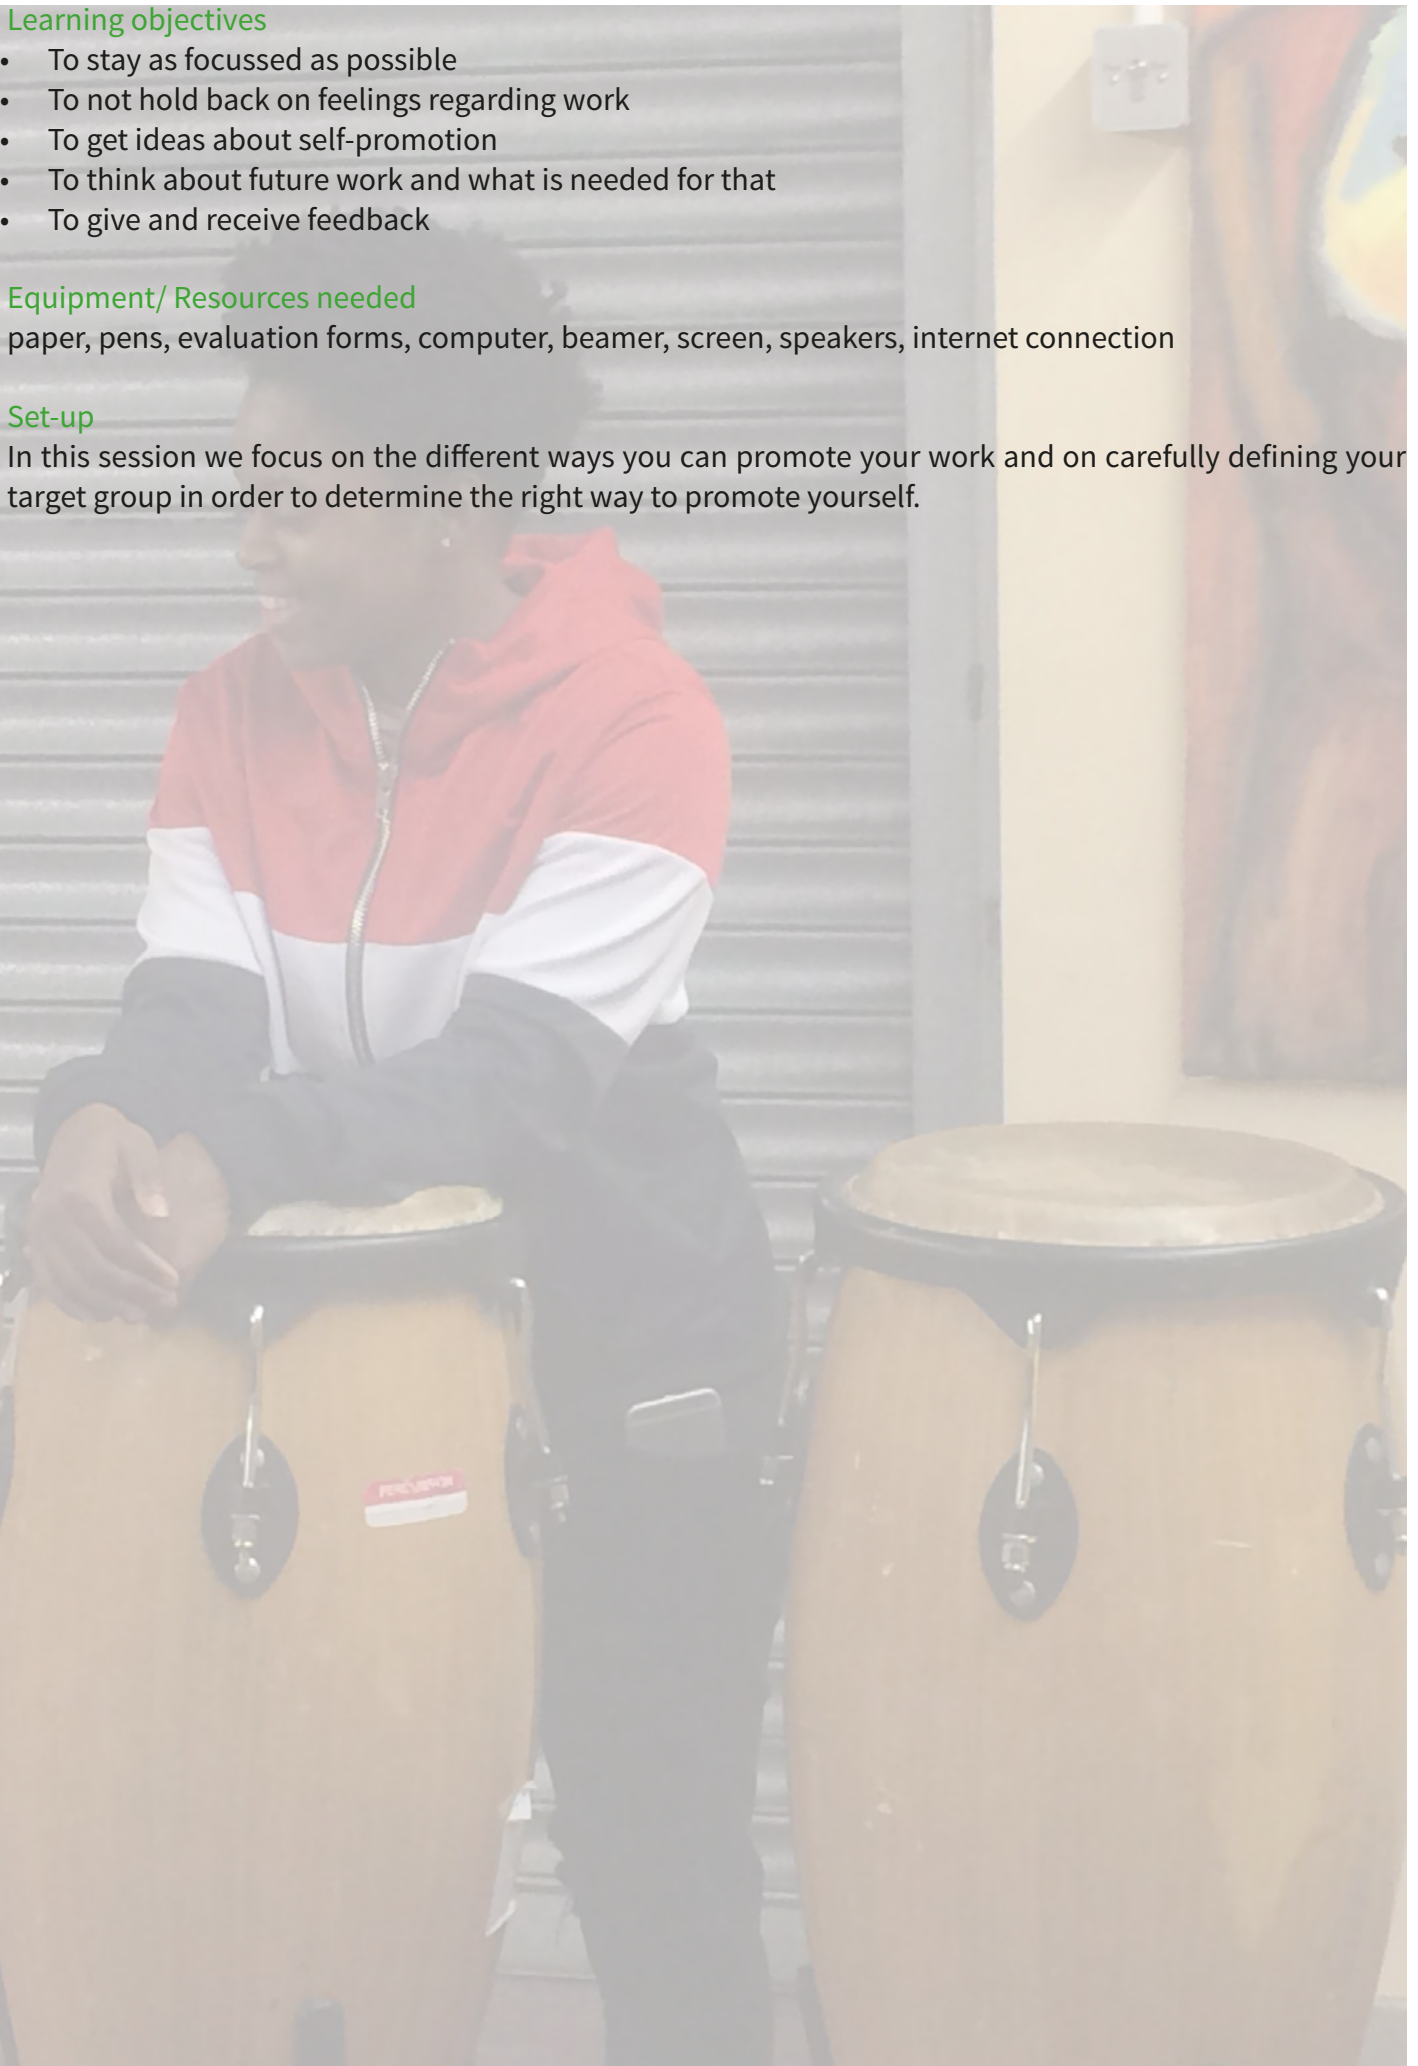 Learning objectives
• To stay as focussed as possible
• To not hold back on feelings regarding work
• To get ideas about self-promotion
• To think about future work and what is needed for that
• To give and receive feedback
Equipment/ Resources needed
paper, pens, evaluation forms, computer, beamer, screen, speakers, internet connection
Set-up
In this session we focus on the different ways you can promote your work and on carefully defining your
target group in order to determine the right way to promote yourself.
PERCUSSION